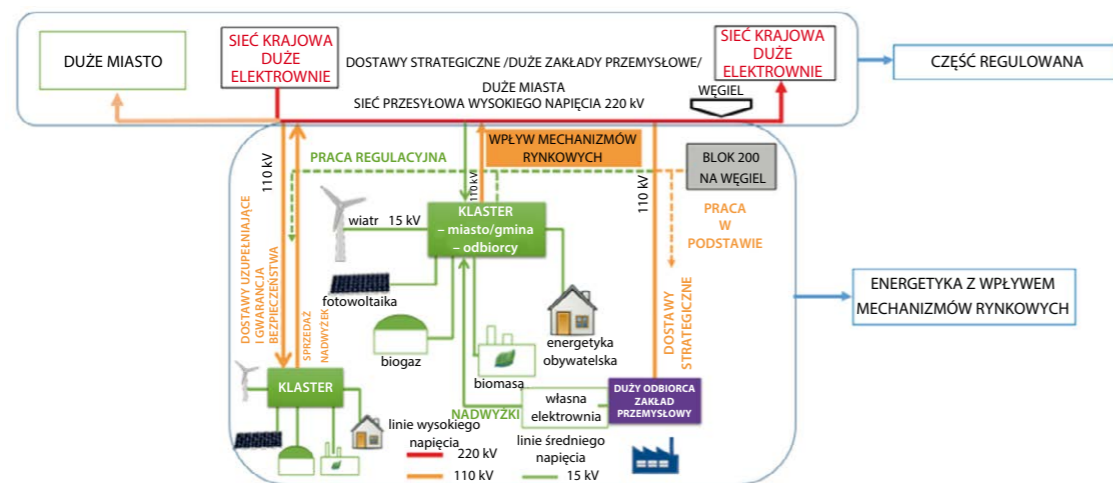 DUŻE MIASTO
SIEĆ KRAJOWA
DUŻE
ELEKTROWNIE
DOSTAWY STRATEGICZNE /DUŻE ZAKŁADY PRZEMYSŁOWE/
DUŻE MIASTA
SIEĆ PRZESYŁOWA WYSOKIEGO NAPIĘCIA 220 kV
SIEĆ KRAJOWA
DUŻE
ELEKTROWNIE
WĘGIEL
CZĘŚĆ REGULOWANA
110 kV
PRACA REGULACYJNA
WPŁYW MECHANIZMÓW
RYNKOWYCH
110 kV
110 kV
BLOK 200
NA WĘGIEL
PRACA
W
PODSTAWIE
wiatr 15 kV
KLASTER
– miasto/gmina
– odbiorcy
DOSTAWY UZUPEŁNIAJĄCE
I GWARANCJA
BEZPIECZEŃSTWA
SPRZEDAŻ
NADWYŻEK
fotowoltaika
biogaz
biomasa
energetyka
obywatelska
DOSTAWY
STRATEGICZNE
ENERGETYKA Z WPŁYWEM
MECHANIZMÓW RYNKOWYCH
KLASTER
NADWYŻKI
własna
elektrownia
DUŻY ODBIORCA
ZAKŁAD
PRZEMYSŁOWY
linie wysokiego
napięcia
220 kV
110 kV
linie średniego
napięcia
15 kV